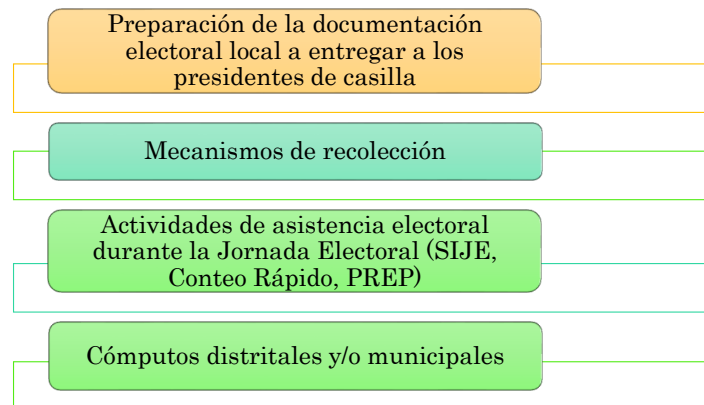 Preparación de la documentación
electoral local a entregar a los
presidentes de casilla
Mecanismos de recolección
Actividades de asistencia electoral
durante la Jornada Electoral (SIJE,
Conteo Rápido, PREP)
Cómputos distritales y/o municipales